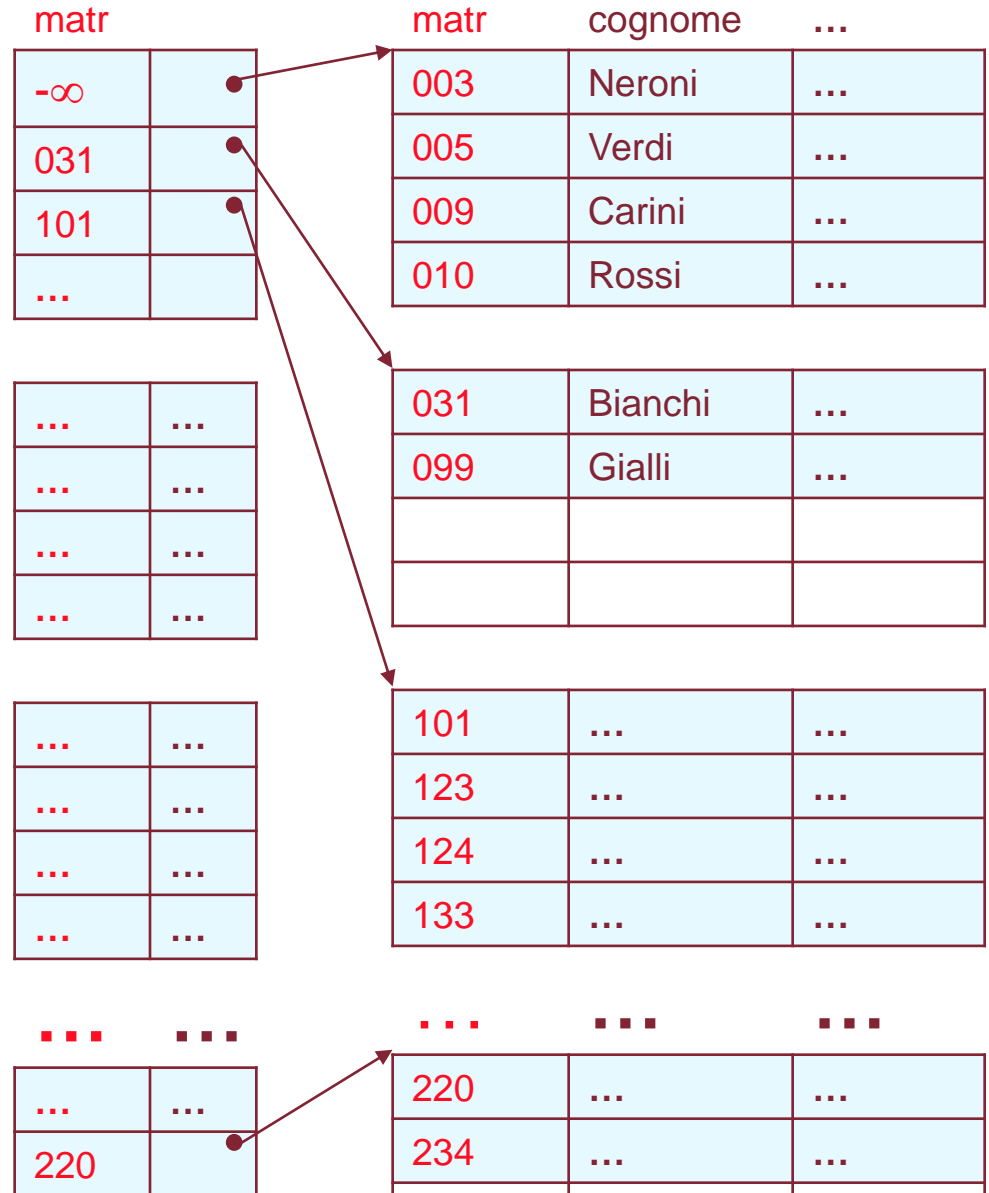 matr
-∞
031
101
...
... ...
... ...
... ...
... ...
... ...
... ...
... ...
... ...
... ...
... ...
220
matr cognome ...
003 Neroni ...
005 Verdi ...
009 Carini ...
010 Rossi ...
031 Bianchi ...
099 Gialli ...
101 ... ...
123 ... ...
124 ... ...
133 ... ...
... ... ...
220 ... ...
234 ... ...